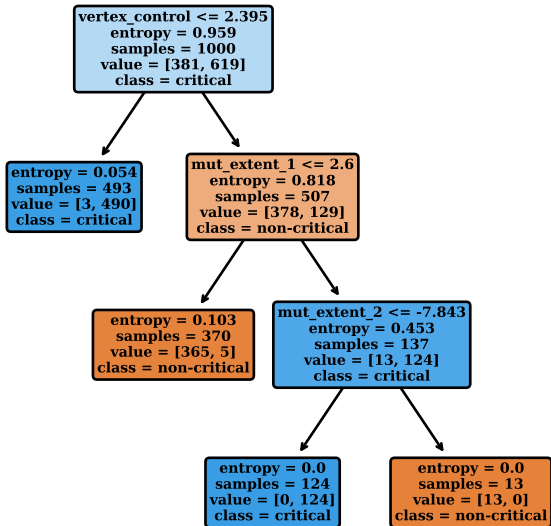 vertex_control <= 2.395
entropy = 0.959
samples = 1000
value = [381, 619]
class = critical
entropy = 0.054
samples = 493
value = [3, 490]
class = critical
mut_extent_1 <= 2.6
entropy = 0.818
samples = 507
value = [378, 129]
class = non-critical
entropy = 0.103
samples = 370
value = [365, 5]
class = non-critical
mut_extent_2 <= -7.843
entropy = 0.453
samples = 137
value = [13, 124]
class = critical
entropy = 0.0
samples = 124
value = [0, 124]
class = critical
entropy = 0.0
samples = 13
value = [13, 0]
class = non-critical